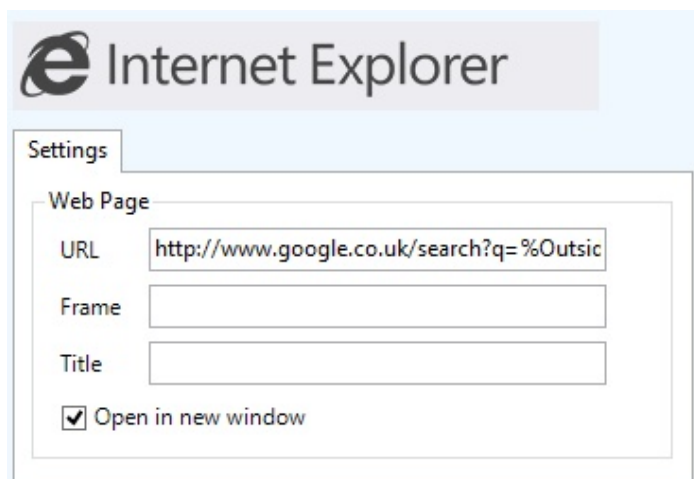 Internet Explorer
Settings
Web Page
URL http://www.google.co.uk/search?q=%Outsic
Frame
Title
Open in new window